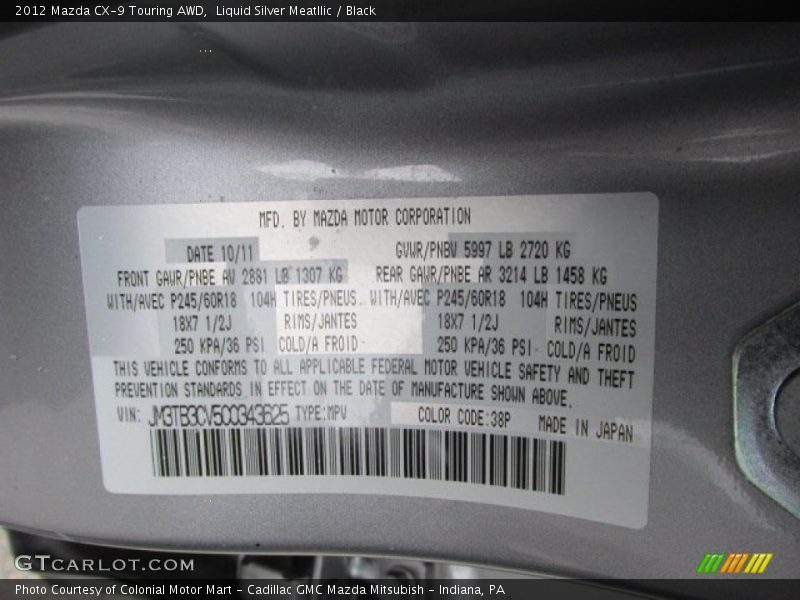 2012 Mazda CX-9 Touring AWD,  Liquid Silver Meatllic / Black
MFD. BY MAZDA MOTOR CORPORATION
DATE 10/11 GVWR/PNBV 5997 LB 2720 KG
FRONT GAWR/PNBE AV 2881 LB 1307 KG REAR GAWR/PNBE AR 3214 LB 1458 KG
WITH/AVEC P245/60R18 104H TIRES/PNEUS. WITH/AVEC P245/60R18 104H TIRES/PNEUS
18X7 1/2J RIMS/JANTES 18X7 1/2J RIMS/JANTES
250 KPA/36 PSI COLD/A FROID 250 KPA/36 PSI COLD/A FROID
THIS VEHICLE CONFORMS TO ALL APPLICABLE FEDERAL MOTOR VEHICLE SAFETY AND THEFT
PREVENTION STANDARDS IN EFFECT ON THE DATE OF MANUFACTURE SHOWN ABOVE.
VIN: JM3TB3CV5C0343625 TYPE:MPV COLOR CODE:38P MADE IN JAPAN
GTCARLOT.COM
Photo Courtesy of Colonial Motor Mart - Cadillac GMC Mazda Mitsubish - Indiana, PA